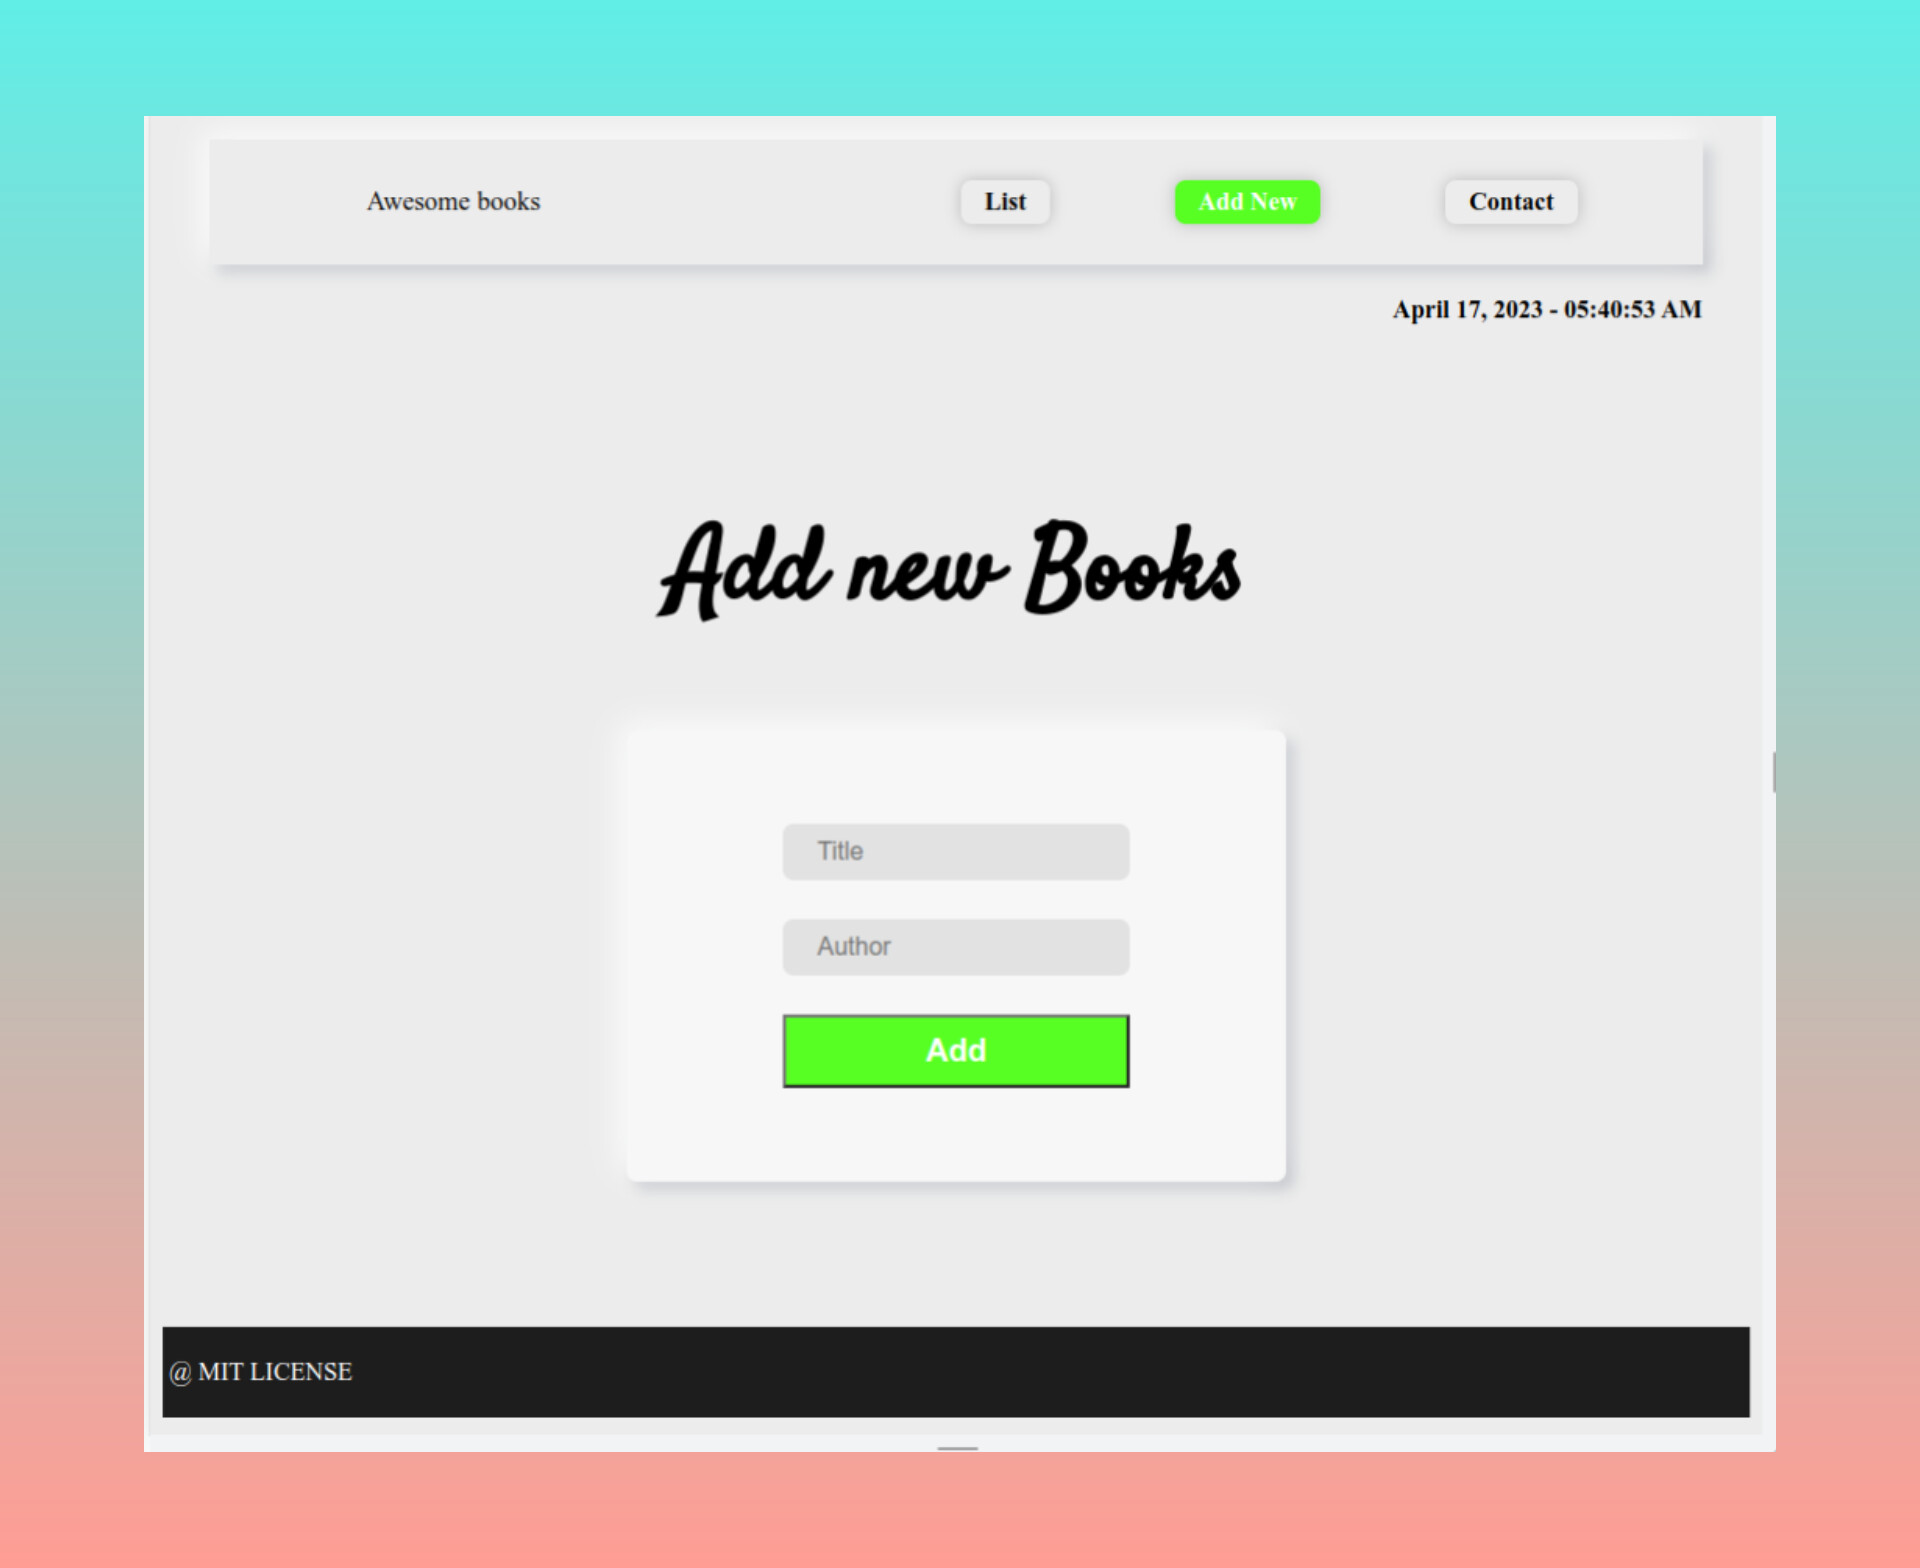 Awesome books List Add New Contact
April 17, 2023 - 05:40:53 AM
Add new Books
Title
Author
Add
@ MIT LICENSE